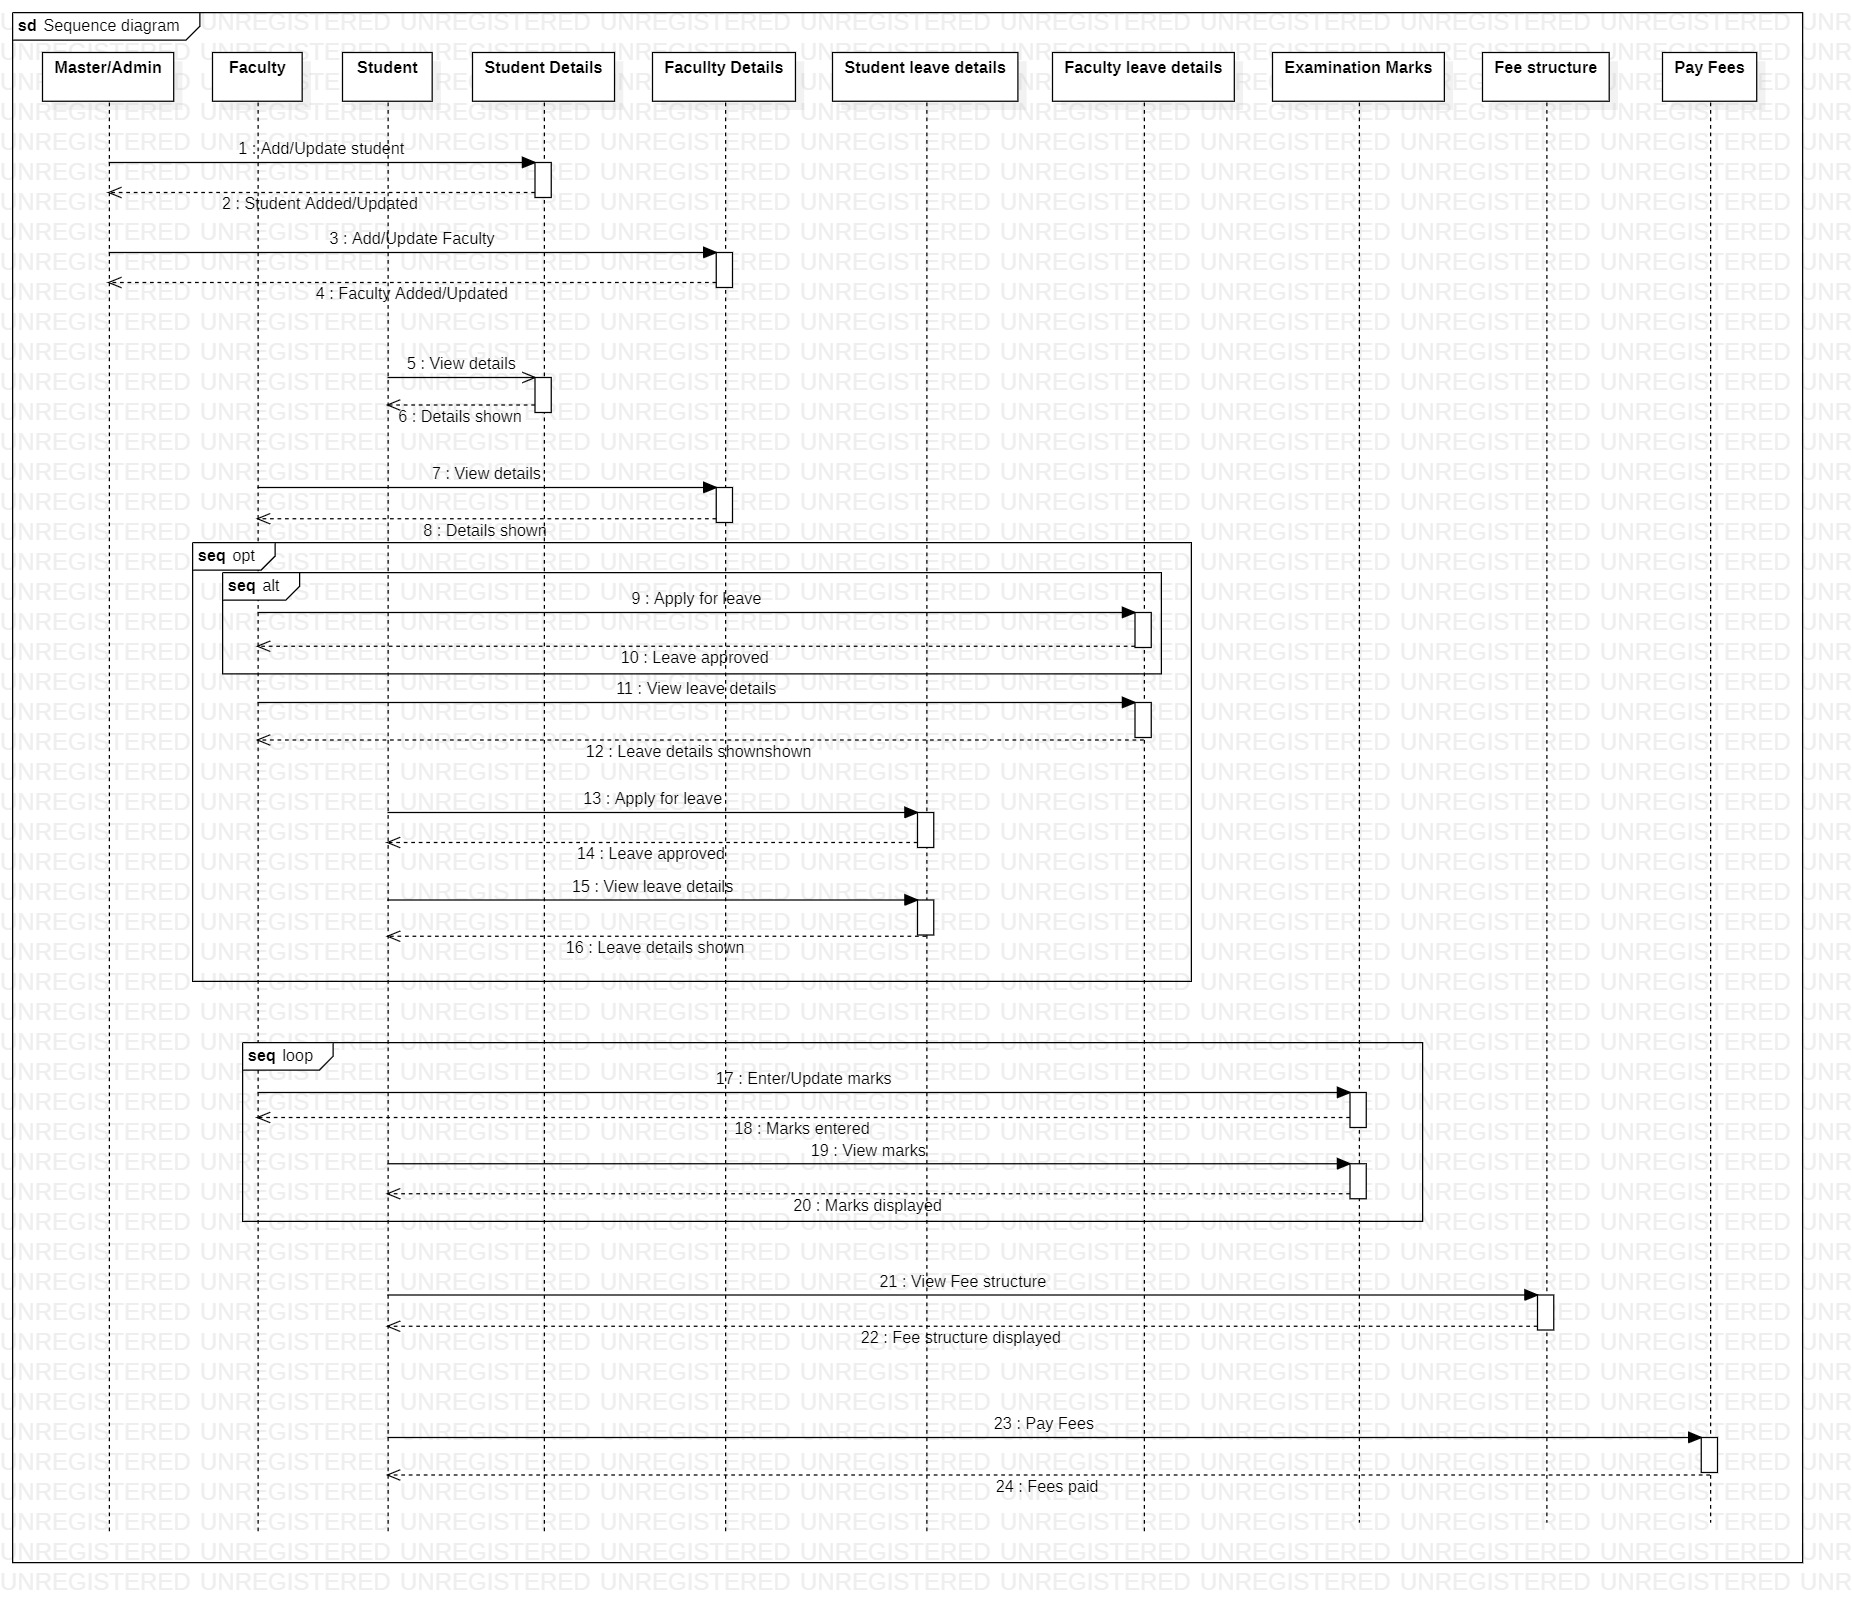 sd Sequence diagram
Master/Admin
Faculty
Student
Student Details
Facullty Details
Student leave details
Faculty leave details
Examination Marks
Fee structure
Pay Fees
1 : Add/Update student
2 : Student Added/Updated
3 : Add/Update Faculty
4 : Faculty Added/Updated
5 : View details
6 : Details shown
7 : View details
8 : Details shown
seq opt
seq alt
9 : Apply for leave
10 : Leave approved
11 : View leave details
12 : Leave details shownshown
13 : Apply for leave
14 : Leave approved
15 : View leave details
16 : Leave details shown
seq loop
17 : Enter/Update marks
18 : Marks entered
19 : View marks
20 : Marks displayed
21 : View Fee structure
22 : Fee structure displayed
23 : Pay Fees
24 : Fees paid
UNREGISTERED UNREGISTERED UNREGISTERED UNREGISTERED UNREGISTERED UNREGISTERED UNREGISTERED UNREGISTERED UNREGISTERED UNR